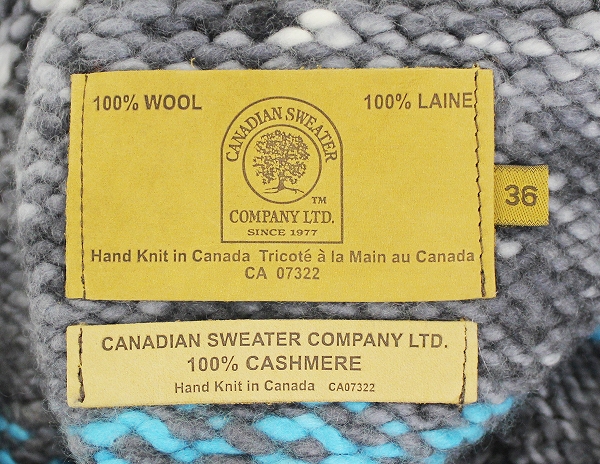 100% WOOL 100% LAINE
CANADIAN SWEATER
COMPANY LTD. ™
SINCE 1977
Hand Knit in Canada Tricoté à la Main au Canada
CA 07322
36
CANADIAN SWEATER COMPANY LTD.
100% CASHMERE
Hand Knit in Canada CA07322